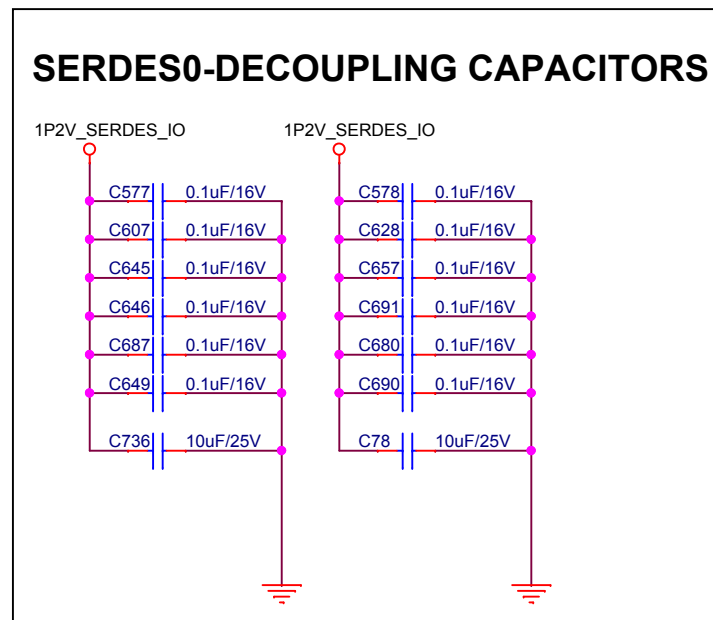 SERDES0-DECOUPLING CAPACITORS
1P2V_SERDES_IO 1P2V_SERDES_IO
C577 0.1uF/16V C578 0.1uF/16V
C607 0.1uF/16V C628 0.1uF/16V
C645 0.1uF/16V C657 0.1uF/16V
C646 0.1uF/16V C691 0.1uF/16V
C687 0.1uF/16V C680 0.1uF/16V
C649 0.1uF/16V C690 0.1uF/16V
C736 10uF/25V C78 10uF/25V